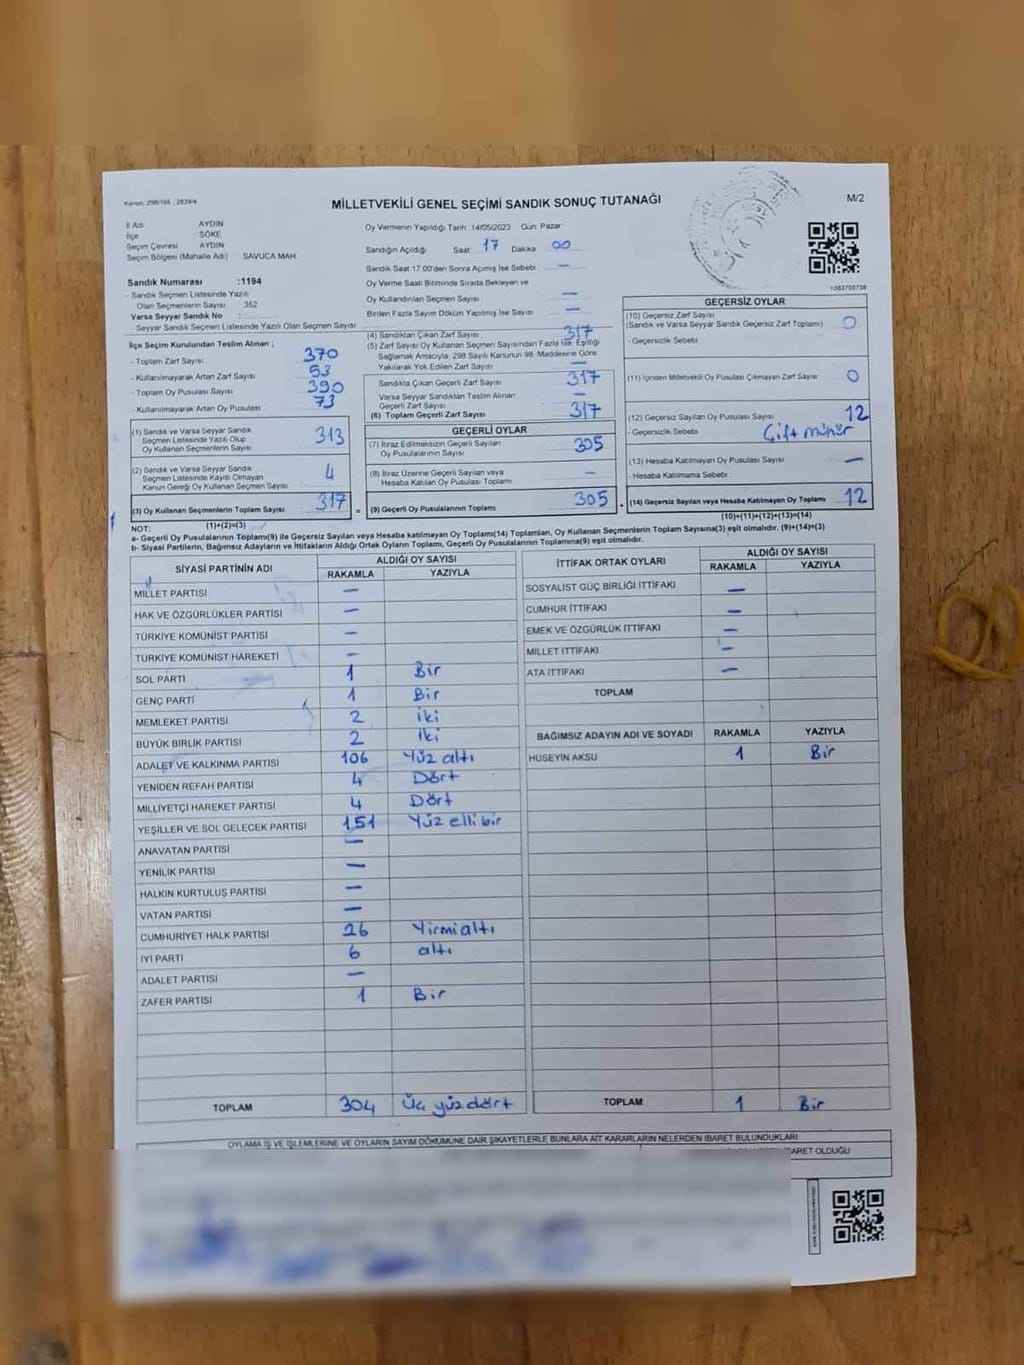 Kanun: 298/105 ; 2839/4
MİLLETVEKİLİ GENEL SEÇİMİ SANDIK SONUÇ TUTANAĞI
M/2
İl Adı AYDIN
İlçe SÖKE
Seçim Çevresi AYDIN
Seçim Bölgesi (Mahalle Adı) SAVUCA MAH
Sandık Numarası :1194
- Sandık Seçmen Listesinde Yazılı
Olan Seçmenlerin Sayısı : 352
Varsa Seyyar Sandık No :
- Seyyar Sandık Seçmen Listesinde Yazılı Olan Seçmen Sayısı
Oy Vermenin Yapıldığı Tarih :14/05/2023 Gün: Pazar
Sandığın Açıldığı Saat: 17 Dakika 00
Sandık Saat 17:00'den Sonra Açılmış İse Sebebi : —
Oy Verme Saati Bitiminde Sırada Bekleyen ve
Oy Kullandırılan Seçmen Sayısı —
Birden Fazla Sayım Döküm Yapılmış İse Sayısı —
1083705738
İlçe Seçim Kurulundan Teslim Alınan ;
- Toplam Zarf Sayısı 370
- Kullanılmayarak Artan Zarf Sayısı 53
- Toplam Oy Pusulası Sayısı 390
- Kullanılmayarak Artan Oy Pusulası 73
(1) Sandık ve Varsa Seyyar Sandık
Seçmen Listesinde Yazılı Olup
Oy Kullanan Seçmenlerin Sayısı 313
(2) Sandık ve Varsa Seyyar Sandık
Seçmen Listesinde Kayıtlı Olmayan
Kanun Gereği Oy Kullanan Seçmen Sayısı 4
(3) Oy Kullanan Seçmenlerin Toplam Sayısı 317
(1)+(2)=(3)
(4) Sandıktan Çıkan Zarf Sayısı 317
(5) Zarf Sayısı Oy Kullanan Seçmen Sayısından Fazla İse, Eşitliği
Sağlamak Amacıyla, 298 Sayılı Kanunun 98. Maddesine Göre
Yakılarak Yok Edilen Zarf Sayısı —
Sandıkta Çıkan Geçerli Zarf Sayısı 317
Varsa Seyyar Sandıktan Teslim Alınan
Geçerli Zarf Sayısı —
(6) Toplam Geçerli Zarf Sayısı 317
GEÇERLİ OYLAR
(7) İtiraz Edilmeksizin Geçerli Sayılan
Oy Pusulalarının Sayısı 305
(8) İtiraz Üzerine Geçerli Sayılan veya
Hesaba Katılan Oy Pusulası Toplamı —
= (9) Geçerli Oy Pusulalarının Toplamı 305
GEÇERSİZ OYLAR
(10) Geçersiz Zarf Sayısı
(Sandık ve Varsa Seyyar Sandık Geçersiz Zarf Toplamı) 0
- Geçersizlik Sebebi
(11) İçinden Milletvekili Oy Pusulası Çıkmayan Zarf Sayısı 0
(12) Geçersiz Sayılan Oy Pusulası Sayısı 12
- Geçersizlik Sebebi Çift mühür
(13) Hesaba Katılmayan Oy Pusulası Sayısı —
- Hesaba Katılmama Sebebi
+ (14) Geçersiz Sayılan veya Hesaba Katılmayan Oy Toplamı 12
(10)+(11)+(12)+(13)=(14)
NOT:
a- Geçerli Oy Pusulalarının Toplamı(9) ile Geçersiz Sayılan veya Hesaba katılmayan Oy Toplamı(14) Toplamları, Oy Kullanan Seçmenlerin Toplam Sayısına(3) eşit olmalıdır. (9)+(14)=(3)
b- Siyasi Partilerin, Bağımsız Adayların ve İttifakların Aldığı Ortak Oyların Toplamı, Geçerli Oy Pusulalarının Toplamına(9) eşit olmalıdır.
SİYASİ PARTİNİN ADI ALDIĞI OY SAYISI
RAKAMLA YAZIYLA
MİLLET PARTİSİ —
HAK VE ÖZGÜRLÜKLER PARTİSİ —
TÜRKİYE KOMÜNİST PARTİSİ —
TÜRKİYE KOMÜNİST HAREKETİ —
SOL PARTİ 1 Bir
GENÇ PARTİ 1 Bir
MEMLEKET PARTİSİ 2 iki
BÜYÜK BİRLİK PARTİSİ 2 iki
ADALET VE KALKINMA PARTİSİ 106 Yüz altı
YENİDEN REFAH PARTİSİ 4 Dört
MİLLİYETÇİ HAREKET PARTİSİ 4 Dört
YEŞİLLER VE SOL GELECEK PARTİSİ 151 Yüz elli bir
ANAVATAN PARTİSİ —
YENİLİK PARTİSİ —
HALKIN KURTULUŞ PARTİSİ —
VATAN PARTİSİ —
CUMHURİYET HALK PARTİSİ 26 Yirmialtı
İYİ PARTİ 6 altı
ADALET PARTİSİ —
ZAFER PARTİSİ 1 Bir
TOPLAM 304 Üç yüz dört
İTTİFAK ORTAK OYLARI ALDIĞI OY SAYISI
RAKAMLA YAZIYLA
SOSYALİST GÜÇ BİRLİĞİ İTTİFAKI —
CUMHUR İTTİFAKI —
EMEK VE ÖZGÜRLÜK İTTİFAKI —
MİLLET İTTİFAKI —
ATA İTTİFAKI —
TOPLAM
BAĞIMSIZ ADAYIN ADI VE SOYADI RAKAMLA YAZIYLA
HÜSEYİN AKSU 1 Bir
TOPLAM 1 Bir
OYLAMA İŞ VE İŞLEMLERİNE VE OYLARIN SAYIM DÖKÜMÜNE DAİR ŞİKAYETLERLE BUNLARA AİT KARARLARIN NELERDEN İBARET BULUNDUKLARI
BARET OLDUĞU